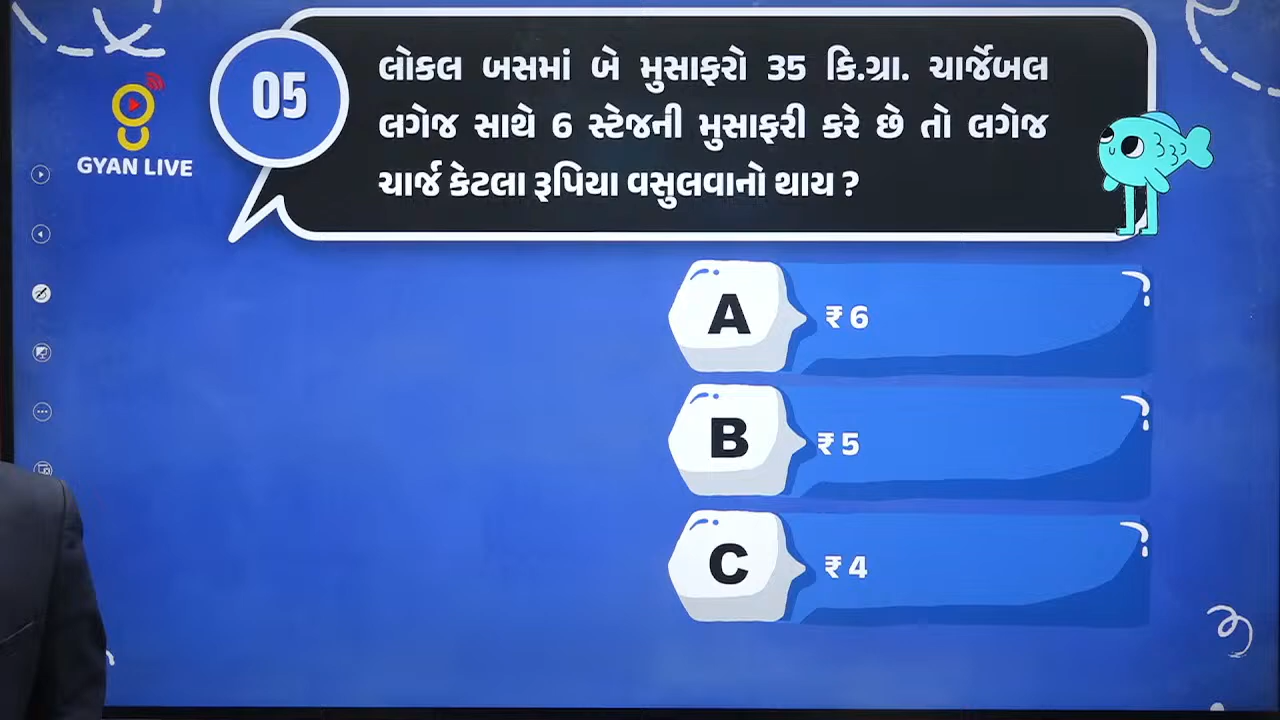 05
લોકલ બસમાં બે મુસાફરો 35 કિ.ગ્રા. ચાર્જેબલ
લગેજ સાથે 6 સ્ટેજની મુસાફરી કરે છે તો લગેજ
ચાર્જ કેટલા રૂપિયા વસુલવાનો થાય ?
GYAN LIVE
A ₹ 6
B ₹ 5
C ₹ 4